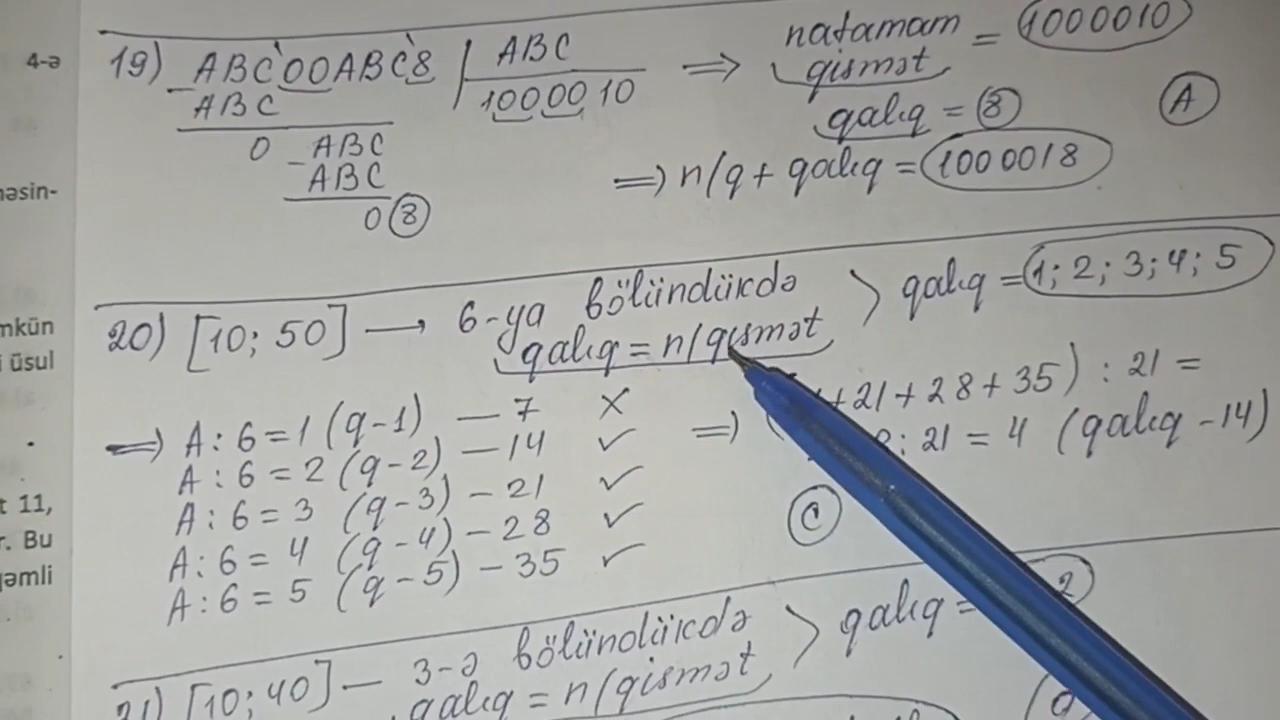 4-ə
19) ABC00ABC8 | ABC ⟹ natamam qismət = 1000010
ABC 1000010
0 ABC qalıq = 8 A
ABC ⟹ n/q + qalıq = 1000018
0 8
20) [10; 50] → 6-ya bölündükdə qalıq = 1; 2; 3; 4; 5
qalıq = n/qismət
mkün
i üsul
⟹ A : 6 = 1 (q-1) — 7 ×
A : 6 = 2 (q-2) — 14 ✓
A : 6 = 3 (q-3) - 21 ✓
A : 6 = 4 (q-4) - 28 ✓
A : 6 = 5 (q-5) - 35 ✓
⟹ +21+28+35) : 21 =
: 21 = 4 (qalıq -14)
C
t 11,
r. Bu
21) [10; 40] — 3-ə bölündükdə qalıq = 2
qalıq = n/qismət